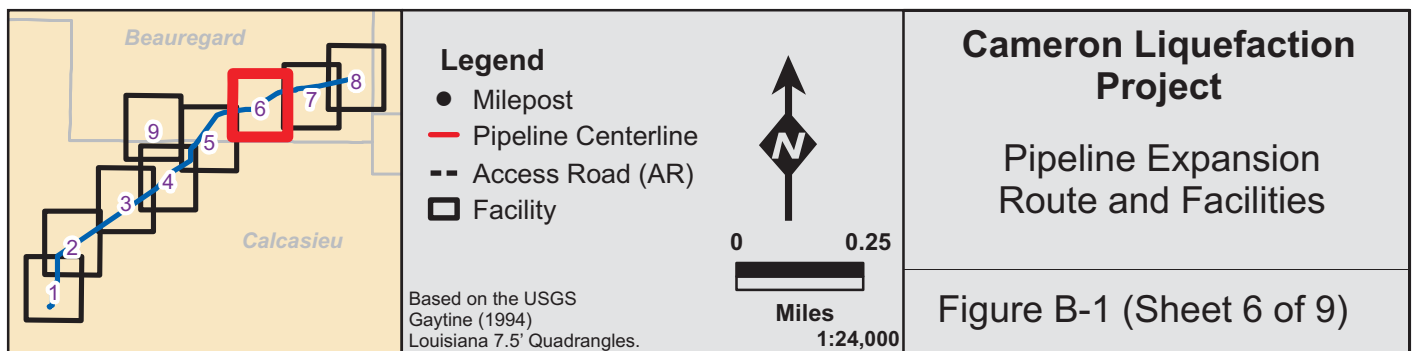 Beauregard
8
7
6
9
5
4
3
Calcasieu
2
1
Legend
Milepost
Pipeline Centerline
Access Road (AR)
Facility
Based on the USGS
Gaytine (1994)
Louisiana 7.5' Quadrangles.
N
0 0.25
Miles
1:24,000
Cameron Liquefaction
Project
Pipeline Expansion
Route and Facilities
Figure B-1 (Sheet 6 of 9)